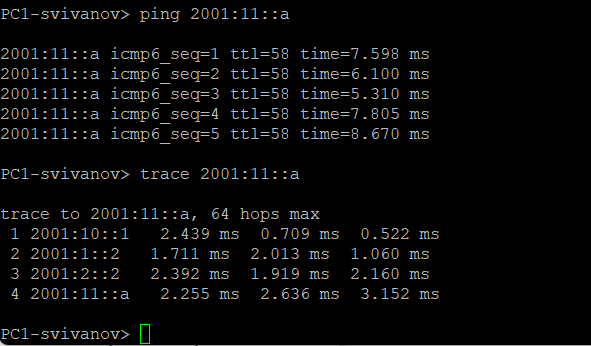 PC1-svivanov> ping 2001:11::a
2001:11::a icmp6_seq=1 ttl=58 time=7.598 ms
2001:11::a icmp6_seq=2 ttl=58 time=6.100 ms
2001:11::a icmp6_seq=3 ttl=58 time=5.310 ms
2001:11::a icmp6_seq=4 ttl=58 time=7.805 ms
2001:11::a icmp6_seq=5 ttl=58 time=8.670 ms
PC1-svivanov> trace 2001:11::a
trace to 2001:11::a, 64 hops max
1 2001:10::1   2.439 ms  0.709 ms  0.522 ms
2 2001:1::2   1.711 ms  2.013 ms  1.060 ms
3 2001:2::2   2.392 ms  1.919 ms  2.160 ms
4 2001:11::a   2.255 ms  2.636 ms  3.152 ms
PC1-svivanov>